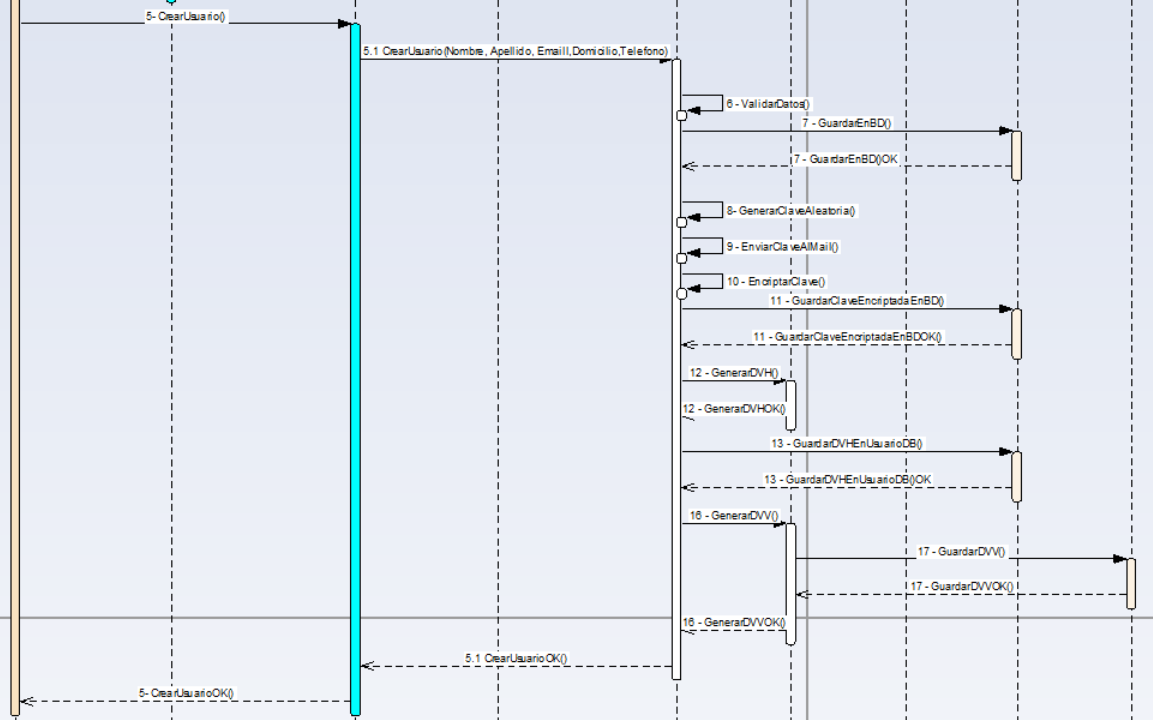 5- CrearUsuario()
5.1 CrearUsuario(Nombre, Apellido, Emaill,Domicilio,Telefono)
6 - ValidarDatos()
7 - GuardarEnBD()
7 - GuardarEnBD()OK
8- GenerarClaveAleatoria()
9 - EnviarClaveAlMail()
10 - EncriptarClave()
11 - GuardarClaveEncriptadaEnBD()
11 - GuardarClaveEncriptadaEnBDOK()
12 - GenerarDVH()
12 - GenerarDVHOK()
13 - GuardarDVHEnUsuarioDB()
13 - GuardarDVHEnUsuarioDB()OK
16 - GenerarDVV()
17 - GuardarDVV()
17 - GuardarDVVOK()
16 - GenerarDVVOK()
5.1 CrearUsuarioOK()
5- CrearUsuarioOK()